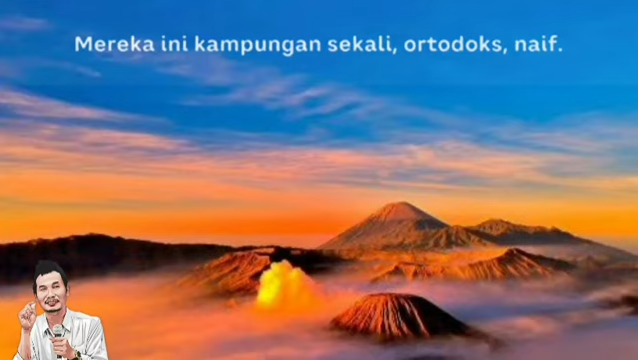 Mereka ini kampungan sekali, ortodoks, naif.